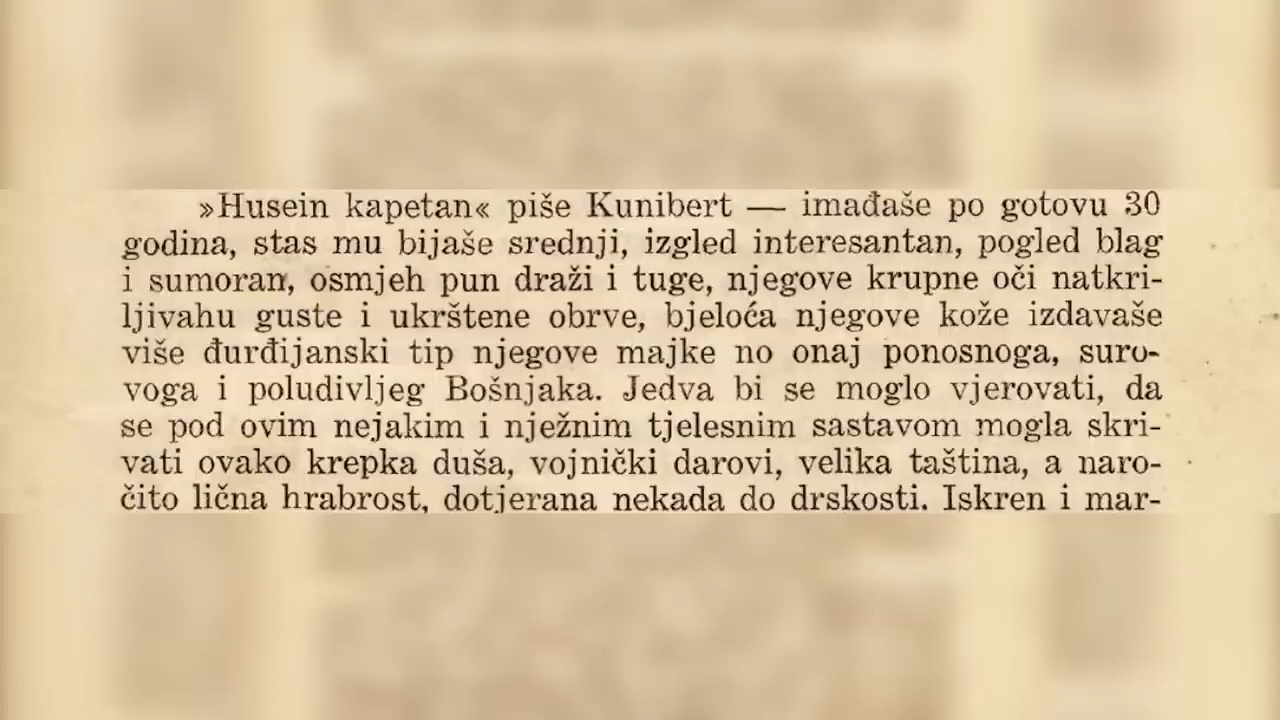 »Husein kapetan« piše Kunibert — imađaše po gotovu 30
godina, stas mu bijaše srednji, izgled interesantan, pogled blag
i sumoran, osmjeh pun draži i tuge, njegove krupne oči natkri-
ljivahu guste i ukrštene obrve, bjeloća njegove kože izdavaše
više đurđijanski tip njegove majke no onaj ponosnoga, suro-
voga i poludivljeg Bošnjaka. Jedva bi se moglo vjerovati, da
se pod ovim nejakim i nježnim tjelesnim sastavom mogla skri-
vati ovako krepka duša, vojnički darovi, velika taština, a naro-
čito lična hrabrost, dotjerana nekada do drskosti. Iskren i mar-